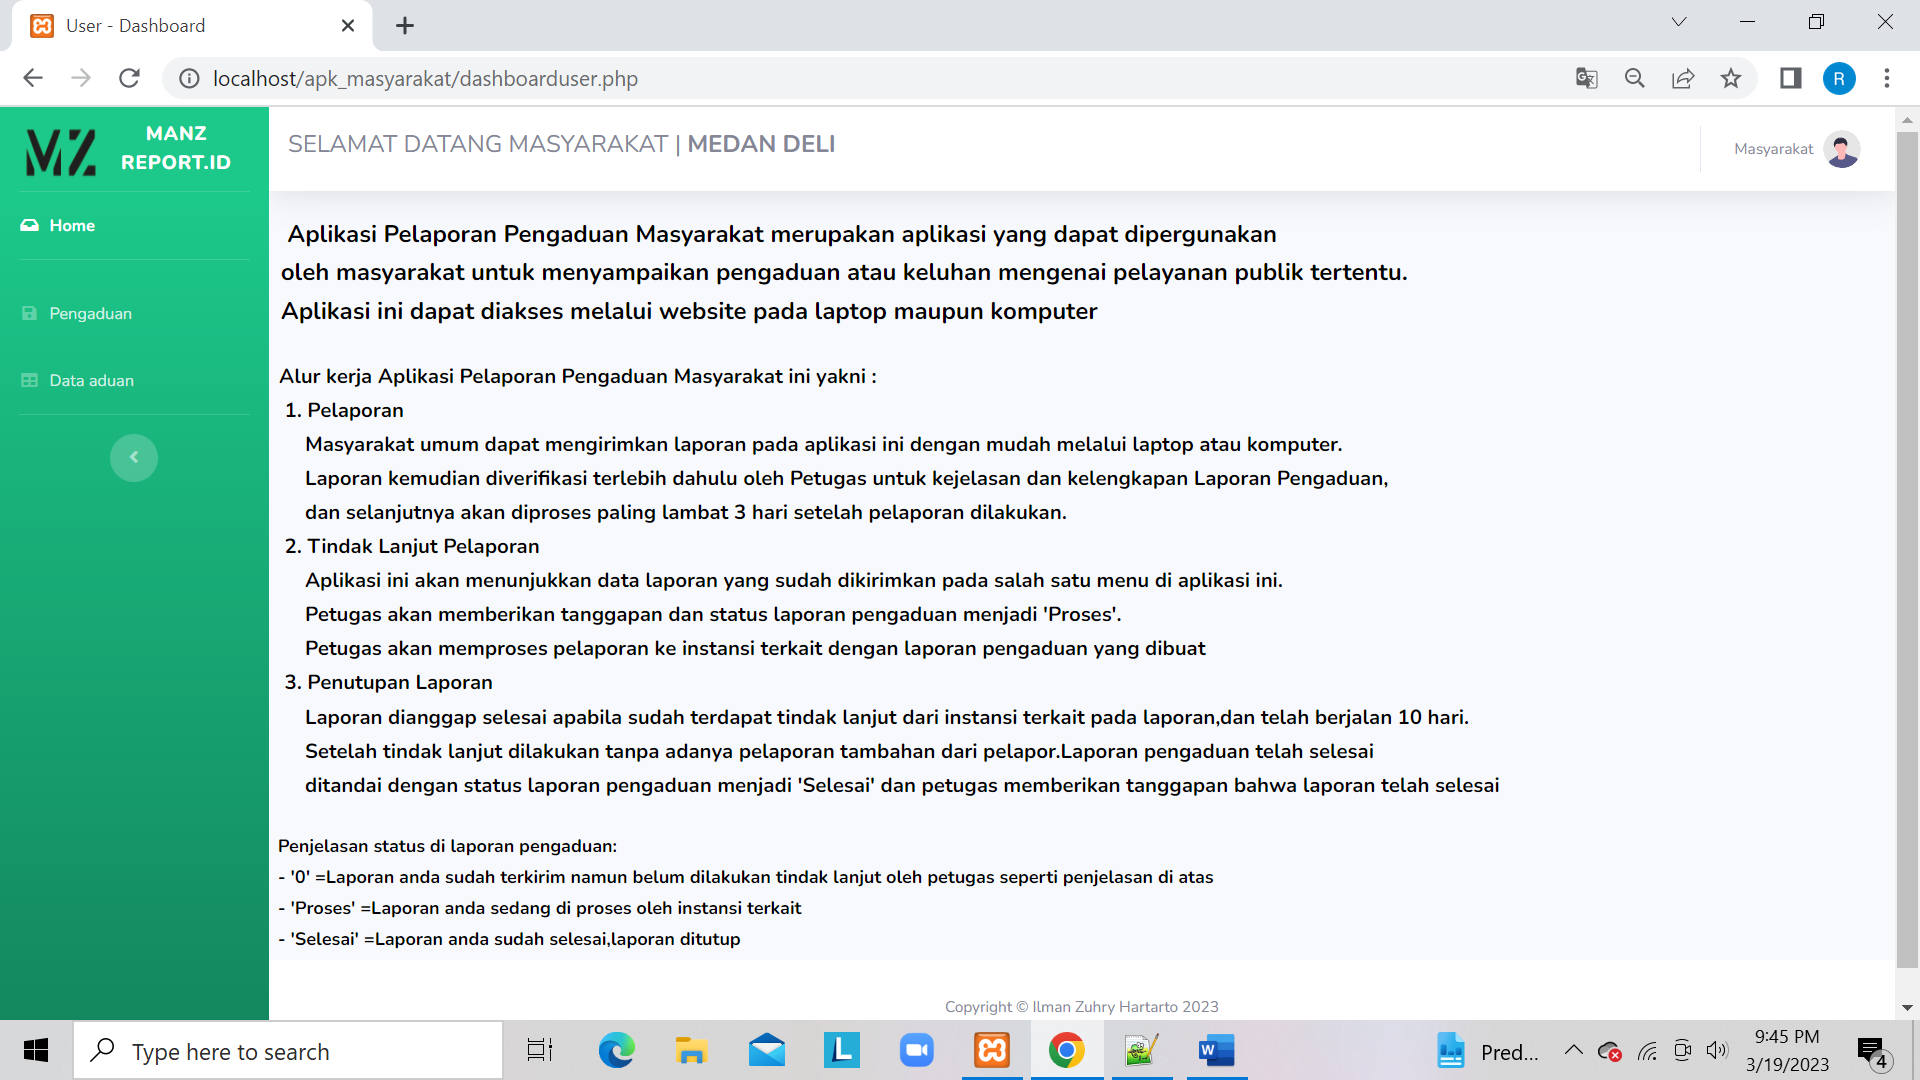 User - Dashboard
localhost/apk_masyarakat/dashboarduser.php
R
MZ
MANZ
REPORT.ID
Home
Pengaduan
Data aduan
SELAMAT DATANG MASYARAKAT | MEDAN DELI
Masyarakat
Aplikasi Pelaporan Pengaduan Masyarakat merupakan aplikasi yang dapat dipergunakan
oleh masyarakat untuk menyampaikan pengaduan atau keluhan mengenai pelayanan publik tertentu.
Aplikasi ini dapat diakses melalui website pada laptop maupun komputer
Alur kerja Aplikasi Pelaporan Pengaduan Masyarakat ini yakni :
1. Pelaporan
Masyarakat umum dapat mengirimkan laporan pada aplikasi ini dengan mudah melalui laptop atau komputer.
Laporan kemudian diverifikasi terlebih dahulu oleh Petugas untuk kejelasan dan kelengkapan Laporan Pengaduan,
dan selanjutnya akan diproses paling lambat 3 hari setelah pelaporan dilakukan.
2. Tindak Lanjut Pelaporan
Aplikasi ini akan menunjukkan data laporan yang sudah dikirimkan pada salah satu menu di aplikasi ini.
Petugas akan memberikan tanggapan dan status laporan pengaduan menjadi 'Proses'.
Petugas akan memproses pelaporan ke instansi terkait dengan laporan pengaduan yang dibuat
3. Penutupan Laporan
Laporan dianggap selesai apabila sudah terdapat tindak lanjut dari instansi terkait pada laporan,dan telah berjalan 10 hari.
Setelah tindak lanjut dilakukan tanpa adanya pelaporan tambahan dari pelapor.Laporan pengaduan telah selesai
ditandai dengan status laporan pengaduan menjadi 'Selesai' dan petugas memberikan tanggapan bahwa laporan telah selesai
Penjelasan status di laporan pengaduan:
- '0' =Laporan anda sudah terkirim namun belum dilakukan tindak lanjut oleh petugas seperti penjelasan di atas
- 'Proses' =Laporan anda sedang di proses oleh instansi terkait
- 'Selesai' =Laporan anda sudah selesai,laporan ditutup
Copyright © Ilman Zuhry Hartarto 2023
Type here to search
L
W
Pred...
9:45 PM
3/19/2023
4